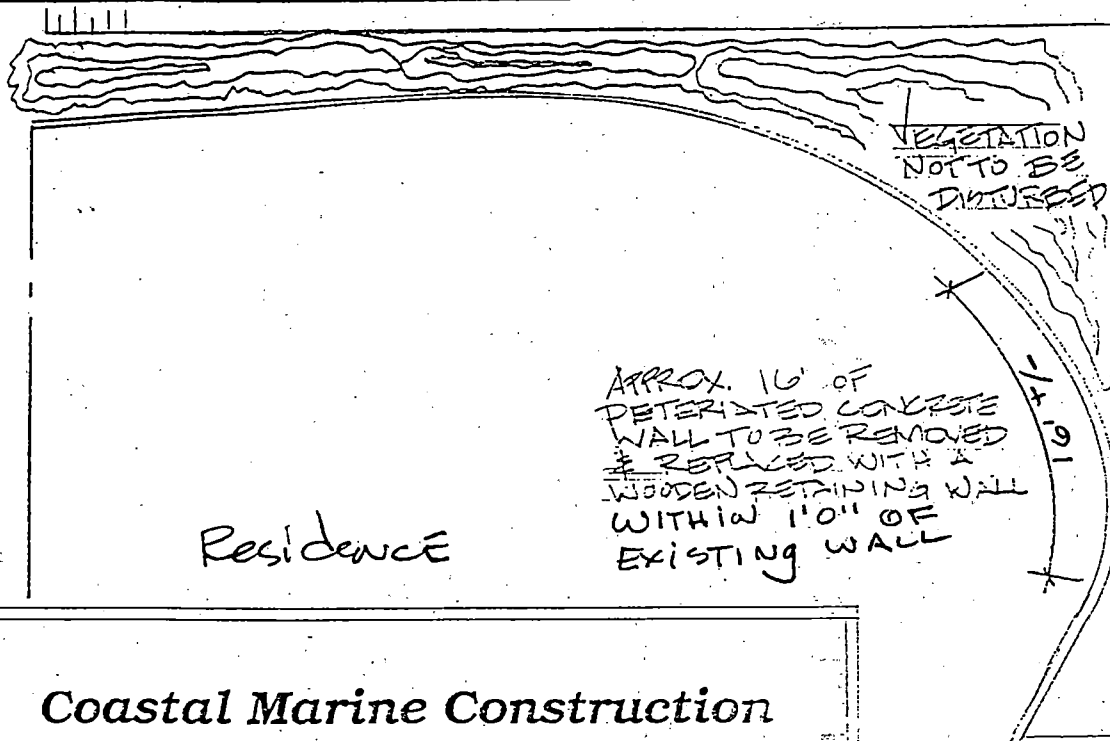 VEGETATION
NOT TO BE
DISTURBED
APPROX. 16' OF
DETERIATED CONCRETE
WALL TO BE REMOVED
& REPLACED WITH A
WOODEN RETAINING WALL
WITHIN 1'0" OF
EXISTING WALL
16' +/-
Residence
Coastal Marine Construction